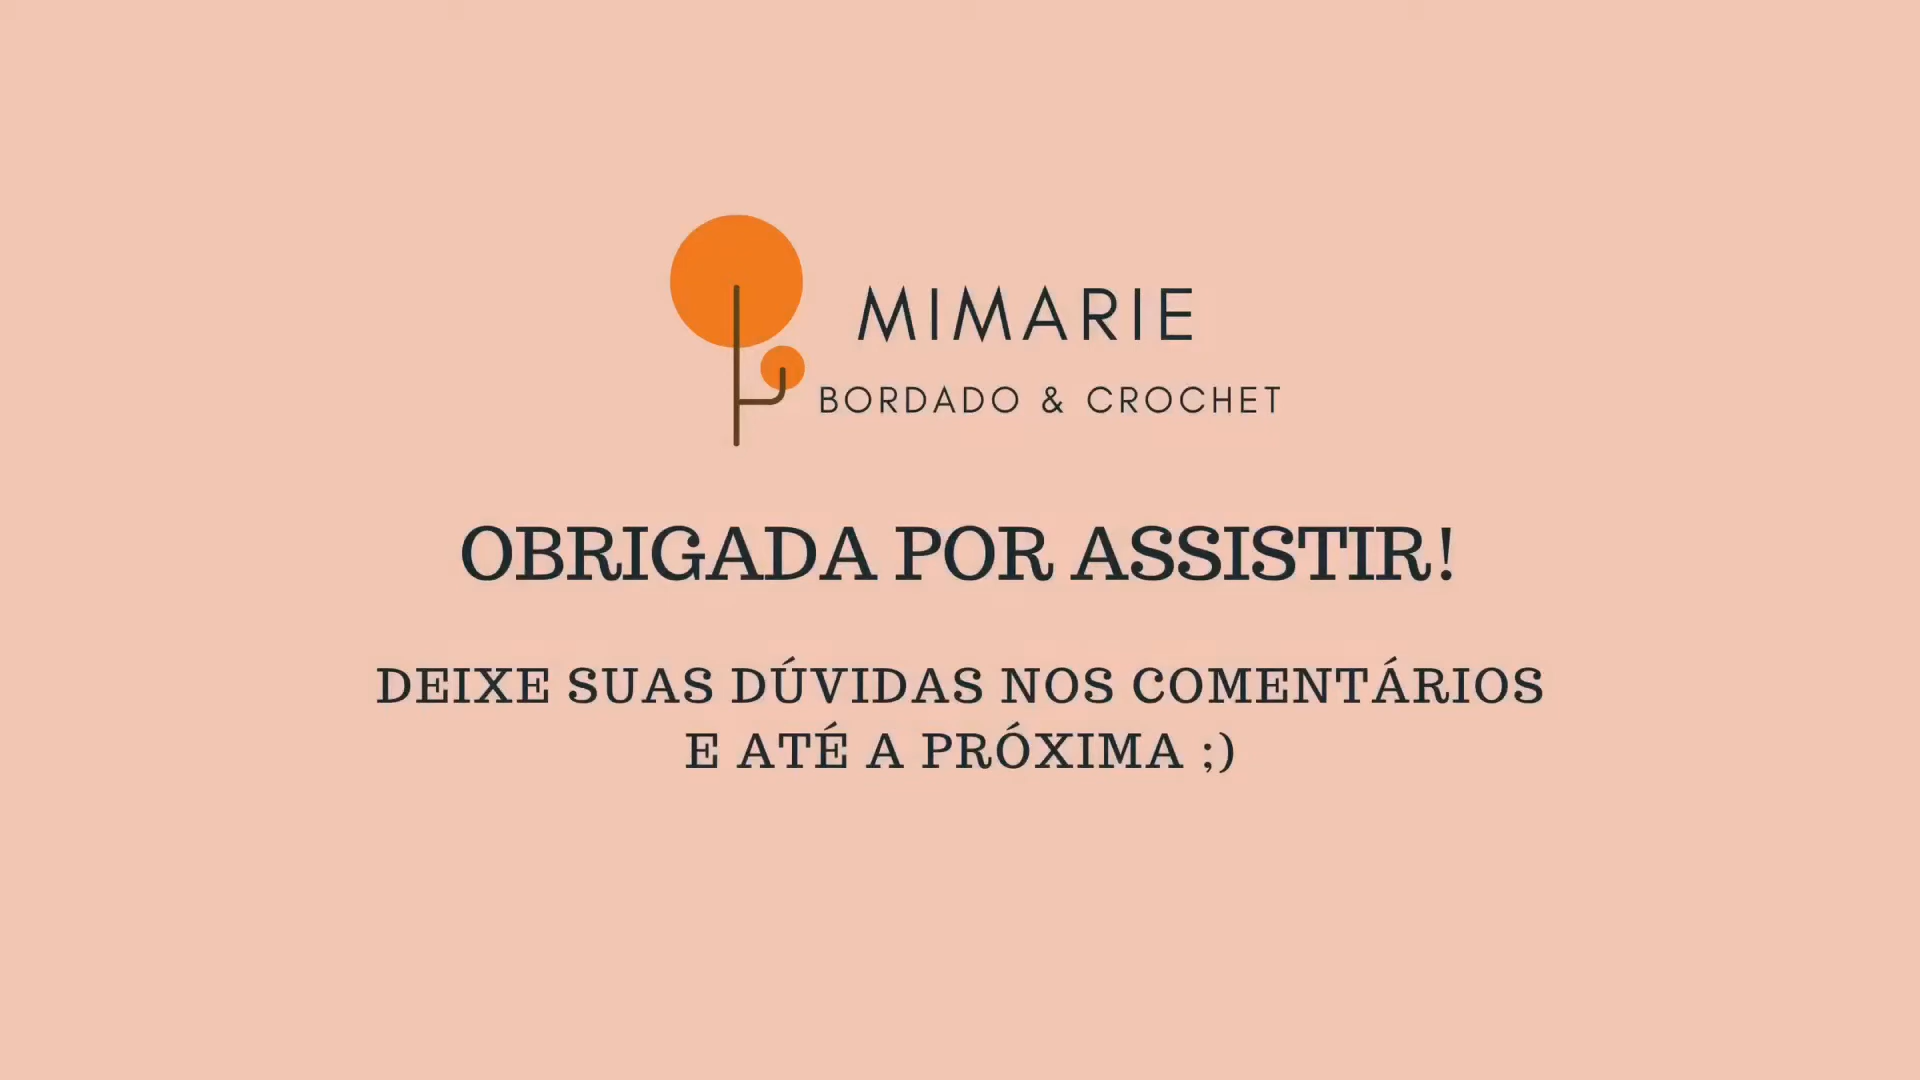 MIMARIE
BORDADO & CROCHET
OBRIGADA POR ASSISTIR!
DEIXE SUAS DÚVIDAS NOS COMENTÁRIOS
E ATÉ A PRÓXIMA ;)